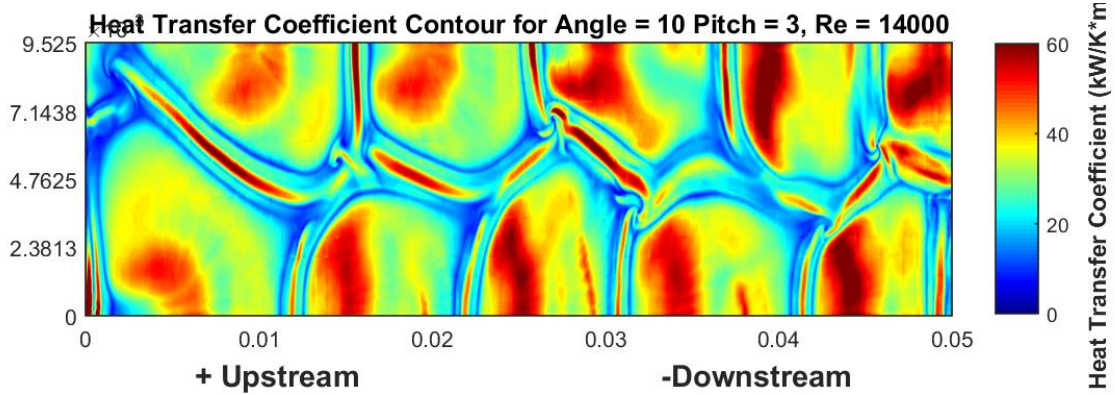 Heat Transfer Coefficient Contour for Angle = 10 Pitch = 3, Re = 14000
9.525
7.1438
4.7625
2.3813
0
0 0.01 0.02 0.03 0.04 0.05
+ Upstream -Downstream
60
40
20
0
Heat Transfer Coefficient (kW/K*m